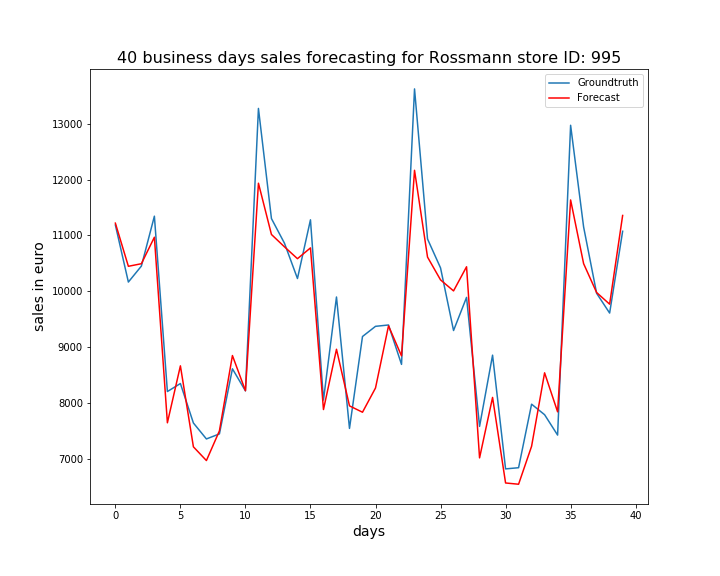 40 business days sales forecasting for Rossmann store ID: 995
Groundtruth
Forecast
sales in euro
13000
12000
11000
10000
9000
8000
7000
0 5 10 15 20 25 30 35 40
days